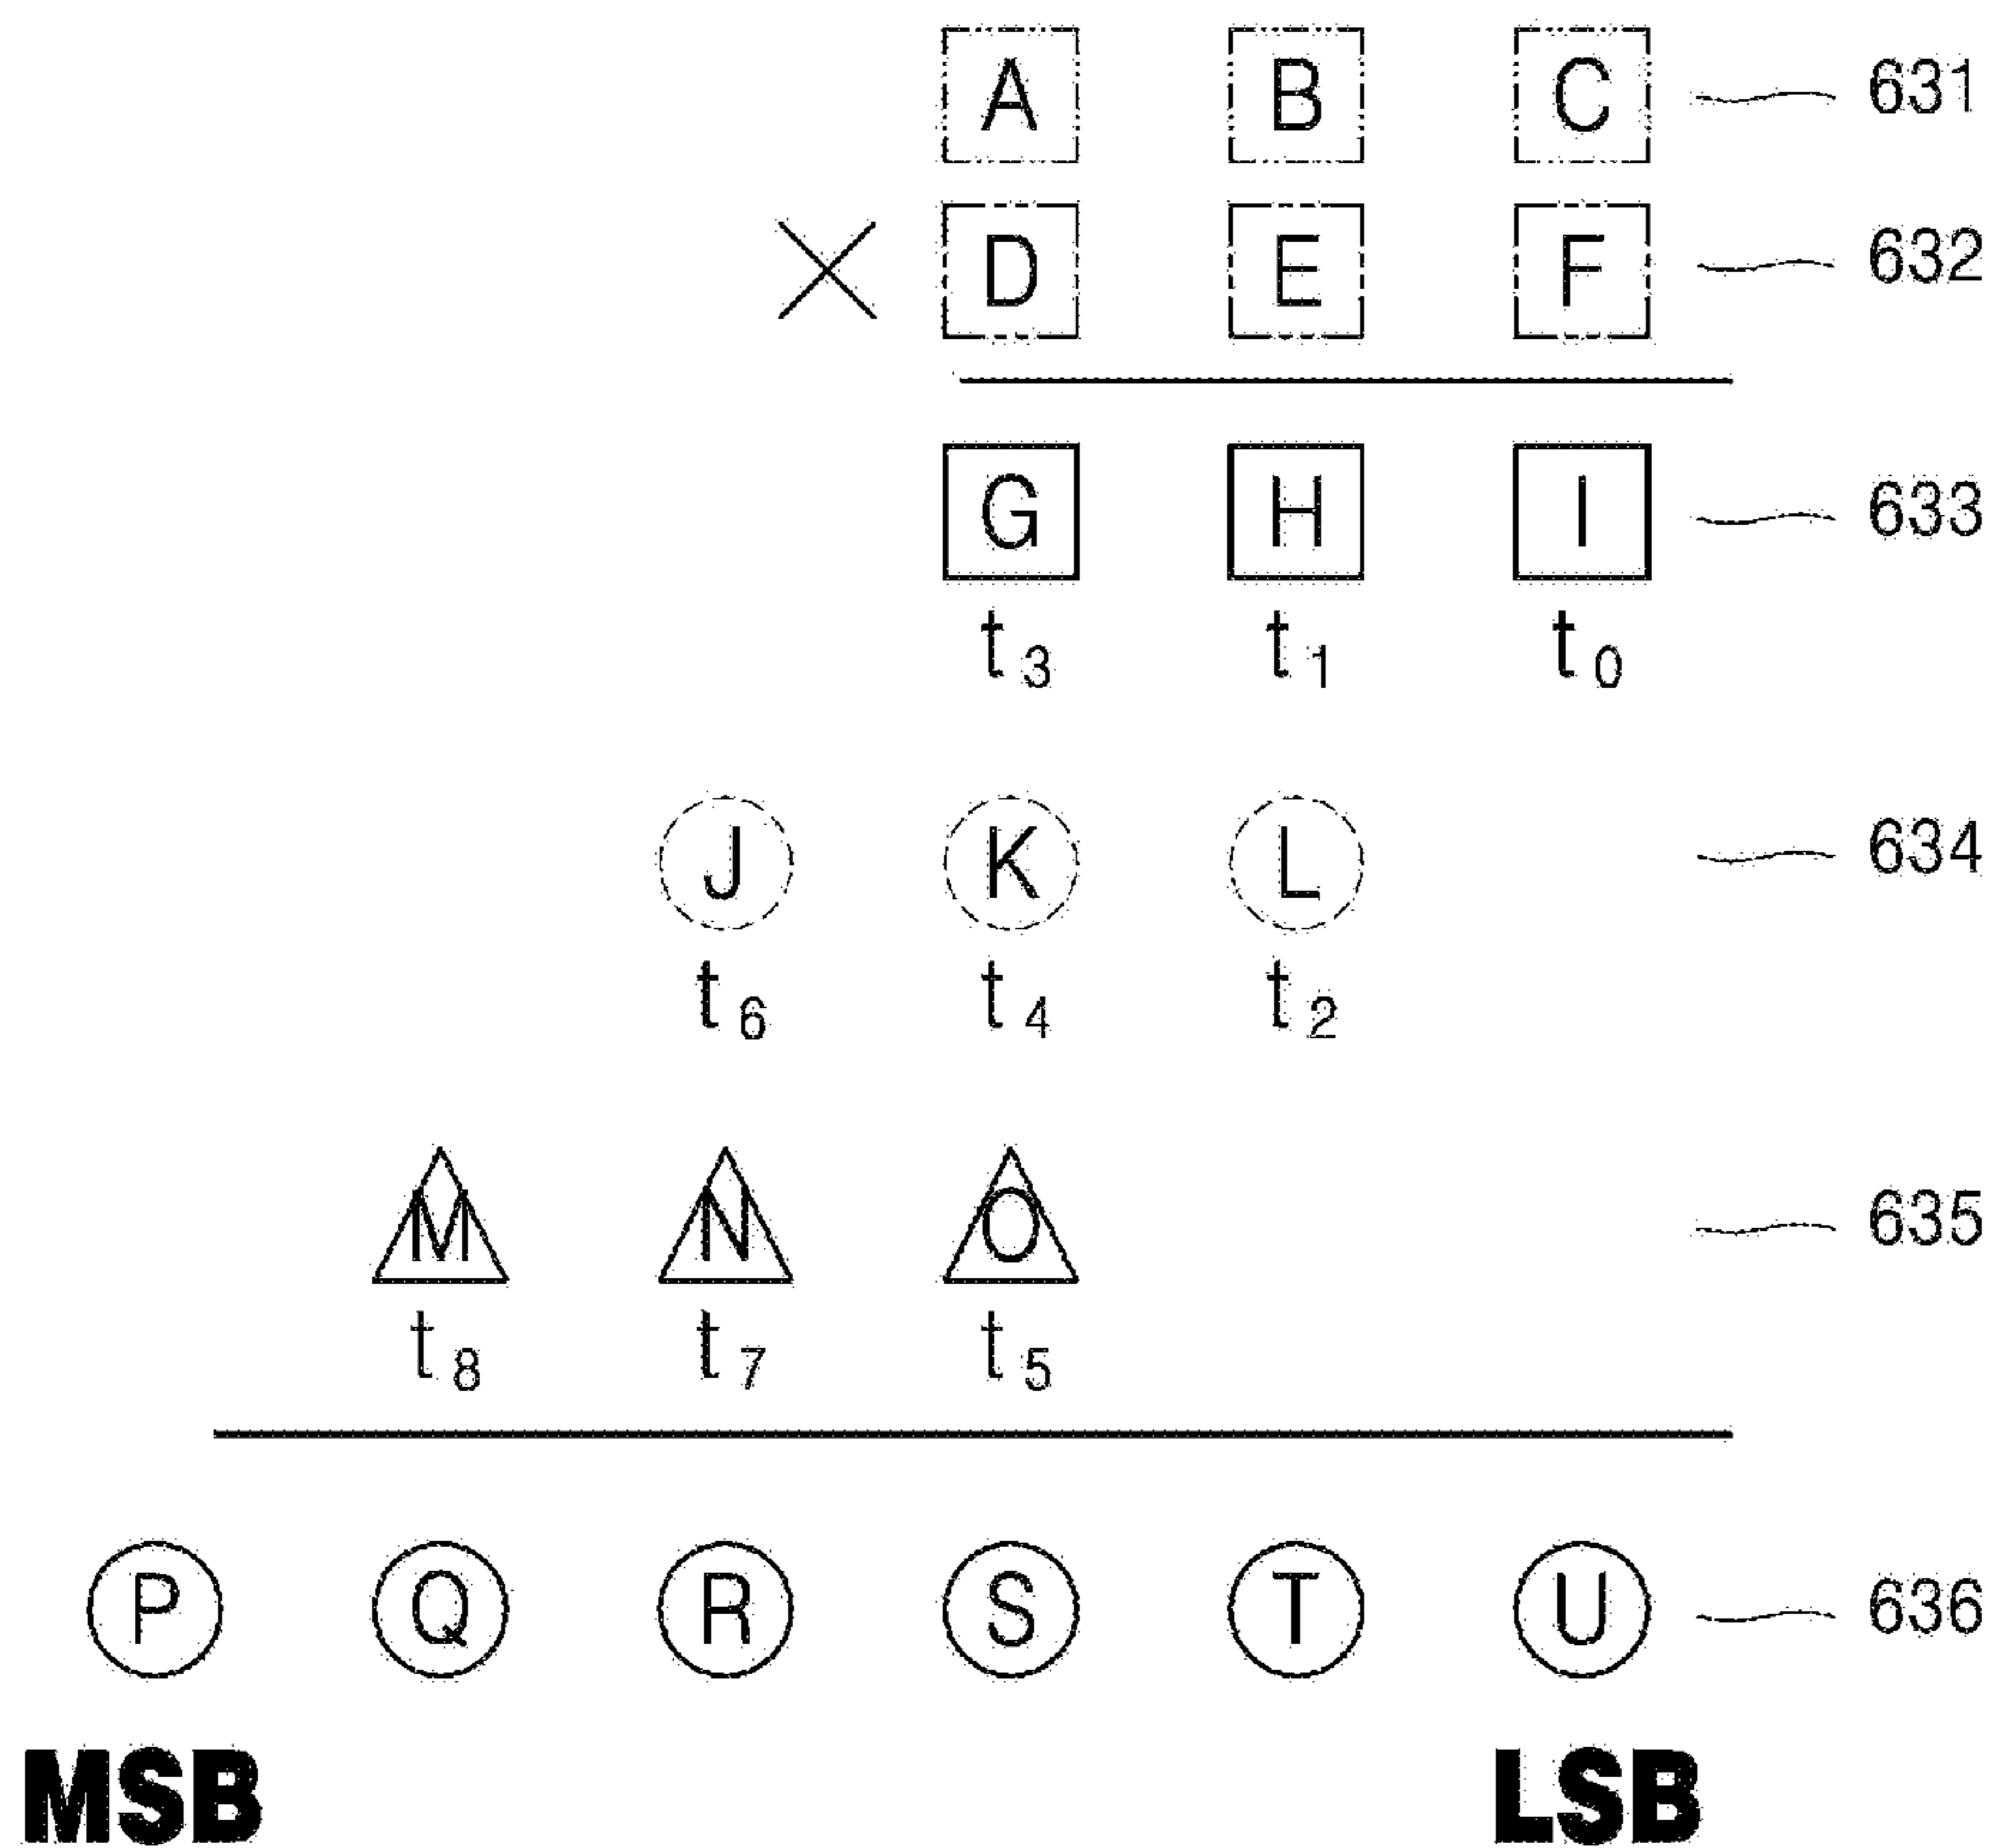 A B C 631
× D E F 632
G H I 633
t3 t1 t0
J K L 634
t6 t4 t2
M N O 635
t8 t7 t5
P Q R S T U 636
MSB LSB